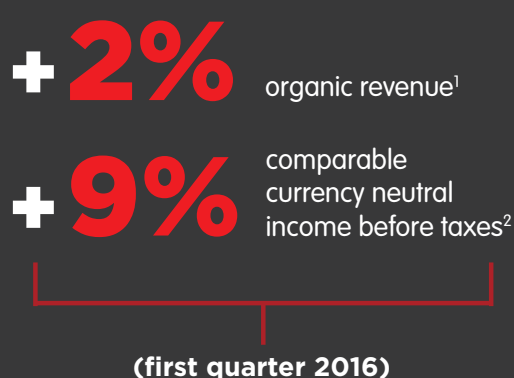 +2% organic revenue¹
+9% comparable
currency neutral
income before taxes²
(first quarter 2016)